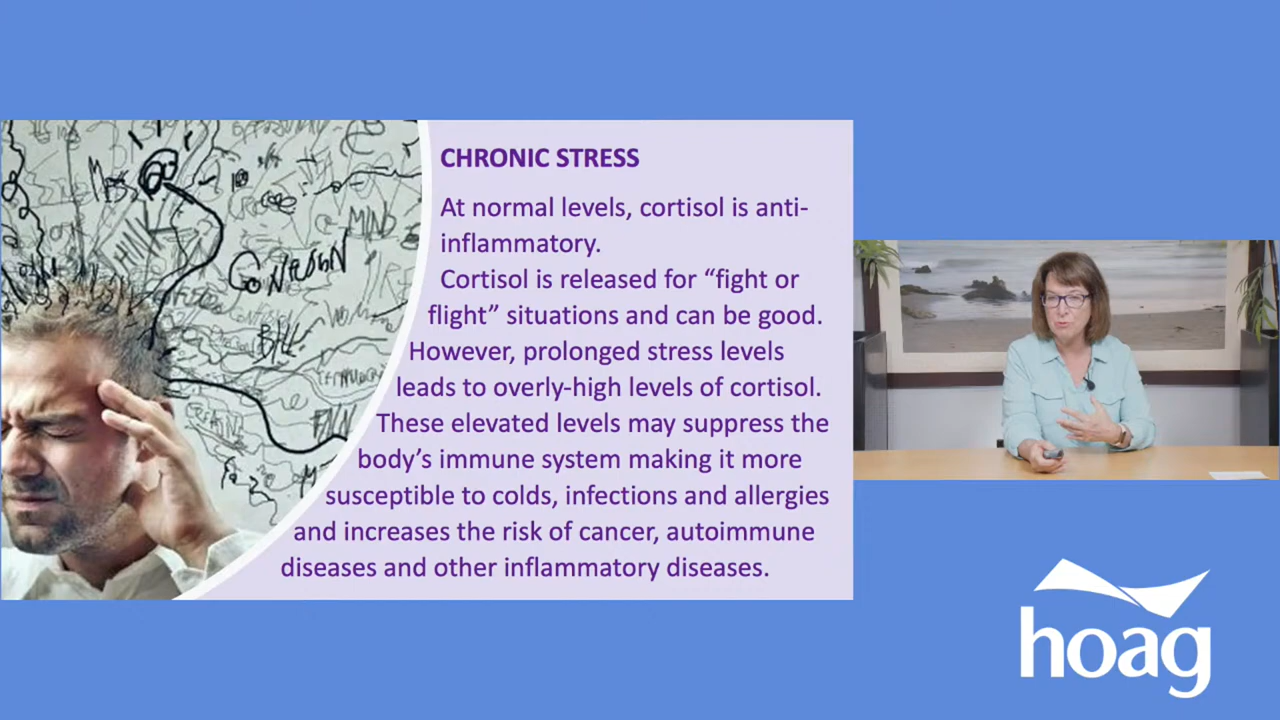 CHRONIC STRESS
At normal levels, cortisol is anti-
inflammatory.
Cortisol is released for “fight or
flight” situations and can be good.
However, prolonged stress levels
leads to overly-high levels of cortisol.
These elevated levels may suppress the
body’s immune system making it more
susceptible to colds, infections and allergies
and increases the risk of cancer, autoimmune
diseases and other inflammatory diseases.
MIND
hoag